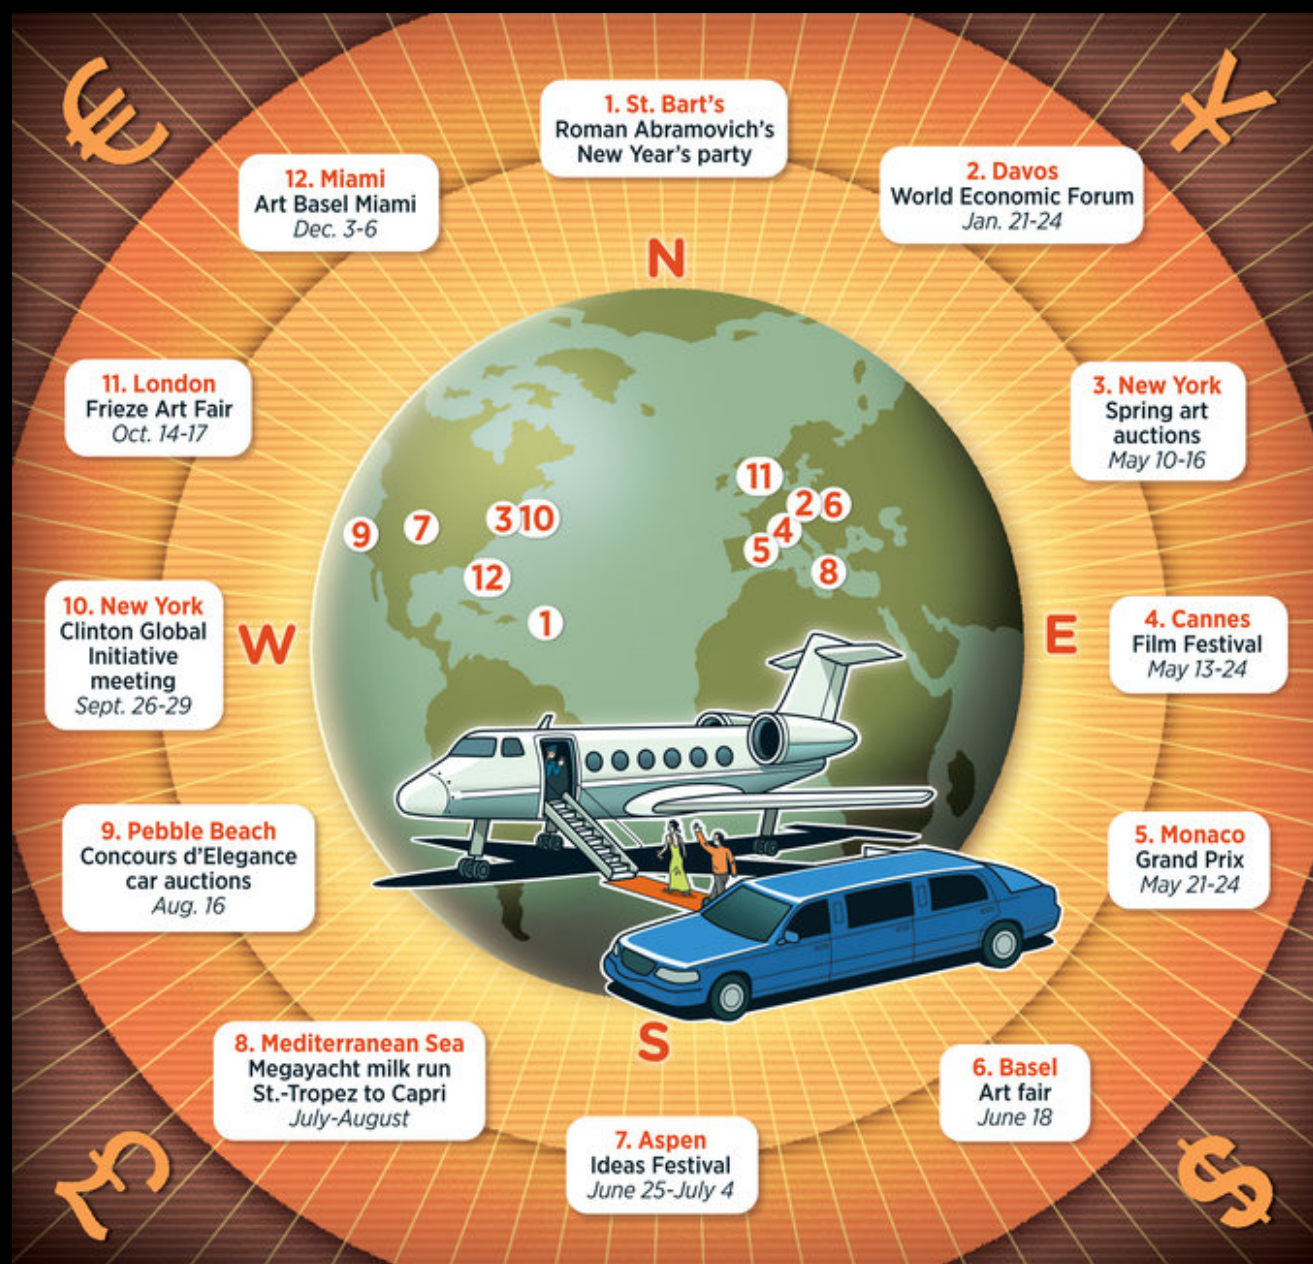 €
¥
1. St. Bart's
Roman Abramovich's
New Year's party
2. Davos
World Economic Forum
Jan. 21-24
3. New York
Spring art
auctions
May 10-16
4. Cannes
Film Festival
May 13-24
5. Monaco
Grand Prix
May 21-24
6. Basel
Art fair
June 18
7. Aspen
Ideas Festival
June 25-July 4
8. Mediterranean Sea
Megayacht milk run
St.-Tropez to Capri
July-August
9. Pebble Beach
Concours d'Elegance
car auctions
Aug. 16
10. New York
Clinton Global
Initiative
meeting
Sept. 26-29
11. London
Frieze Art Fair
Oct. 14-17
12. Miami
Art Basel Miami
Dec. 3-6
N
W
E
S
11
2
6
9
7
3
10
4
5
12
8
1
£
$